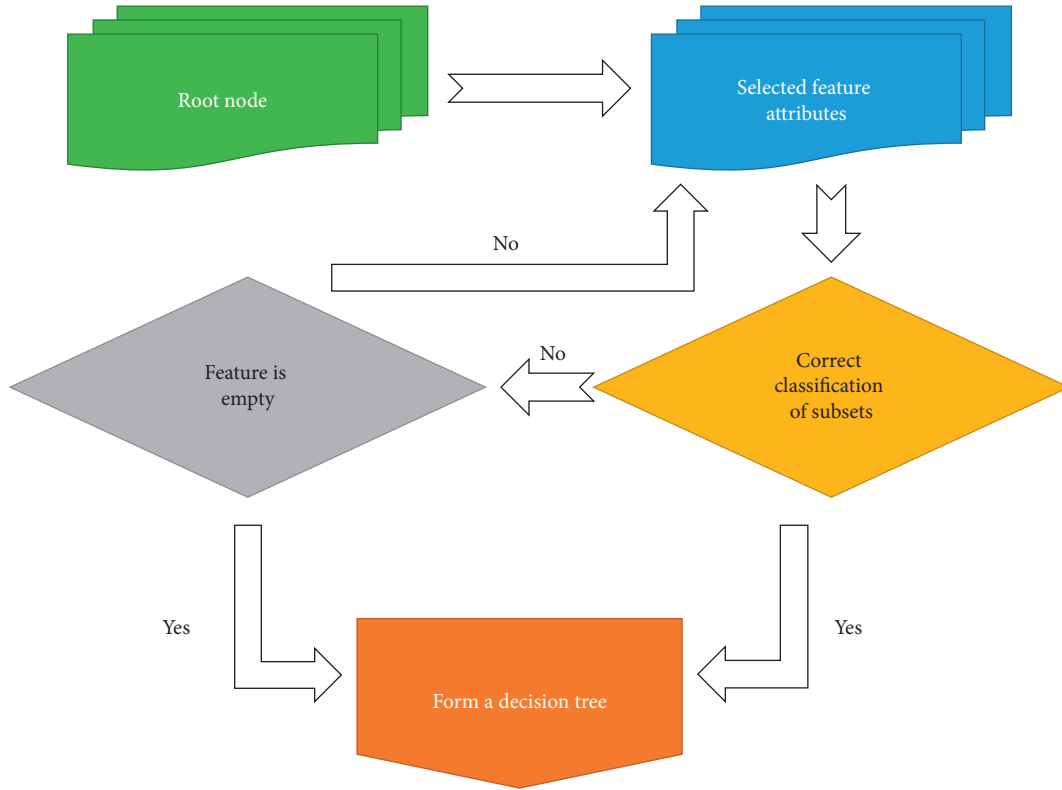 Root node
Selected feature
attributes
No
No
Feature is
empty
Correct
classification
of subsets
Yes
Yes
Form a decision tree